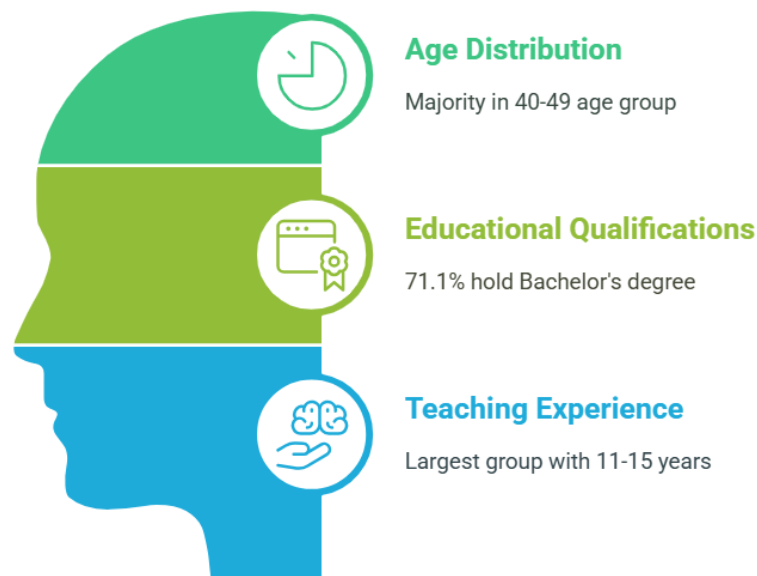 Age Distribution
Majority in 40-49 age group
Educational Qualifications
71.1% hold Bachelor's degree
Teaching Experience
Largest group with 11-15 years